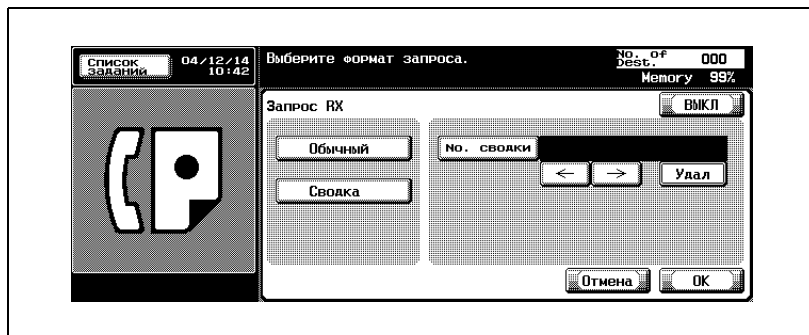 Список заданий
04/12/14
10:42
Выберите формат запроса.
No. of Dest.
000
Memory 99%
Запрос RX
ВЫКЛ
Обычный
No. сводки
← →
Удал
Сводка
Отмена
OK
P